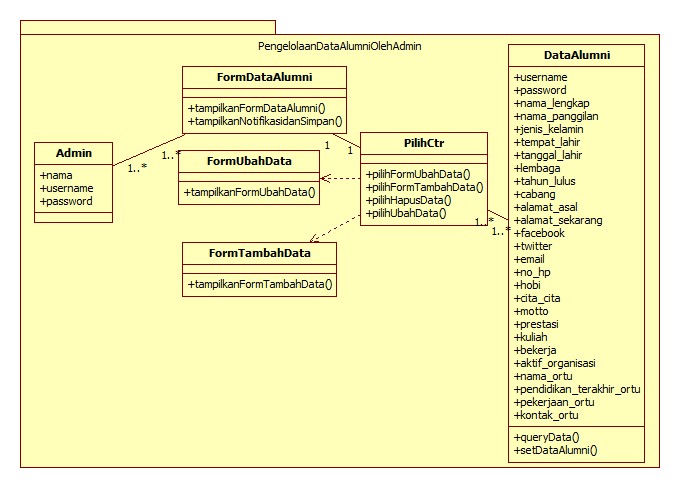 PengelolaanDataAlumniOlehAdmin
FormDataAlumni
+tampilkanFormDataAlumni()
+tampilkanNotifikasidanSimpan()
Admin
+nama
+username
+password
1..*
1..*
FormUbahData
+tampilkanFormUbahData()
1
1
PilihCtr
+pilihFormUbahData()
+pilihFormTambahData()
+pilihHapusData()
+pilihUbahData()
1..*
1..*
FormTambahData
+tampilkanFormTambahData()
DataAlumni
+username
+password
+nama_lengkap
+nama_panggilan
+jenis_kelamin
+tempat_lahir
+tanggal_lahir
+lembaga
+tahun_lulus
+cabang
+alamat_asal
+alamat_sekarang
+facebook
+twitter
+email
+no_hp
+hobi
+cita_cita
+motto
+prestasi
+kuliah
+bekerja
+aktif_organisasi
+nama_ortu
+pendidikan_terakhir_ortu
+pekerjaan_ortu
+kontak_ortu
+queryData()
+setDataAlumni()